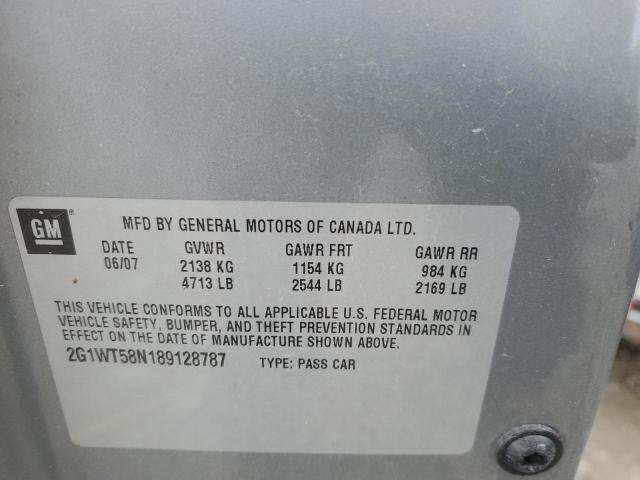 GM ®
MFD BY GENERAL MOTORS OF CANADA LTD.
DATE GVWR GAWR FRT GAWR RR
06/07 2138 KG 1154 KG 984 KG
4713 LB 2544 LB 2169 LB
THIS VEHICLE CONFORMS TO ALL APPLICABLE U.S. FEDERAL MOTOR
VEHICLE SAFETY, BUMPER, AND THEFT PREVENTION STANDARDS IN
EFFECT ON THE DATE OF MANUFACTURE SHOWN ABOVE.
2G1WT58N189128787 TYPE: PASS CAR